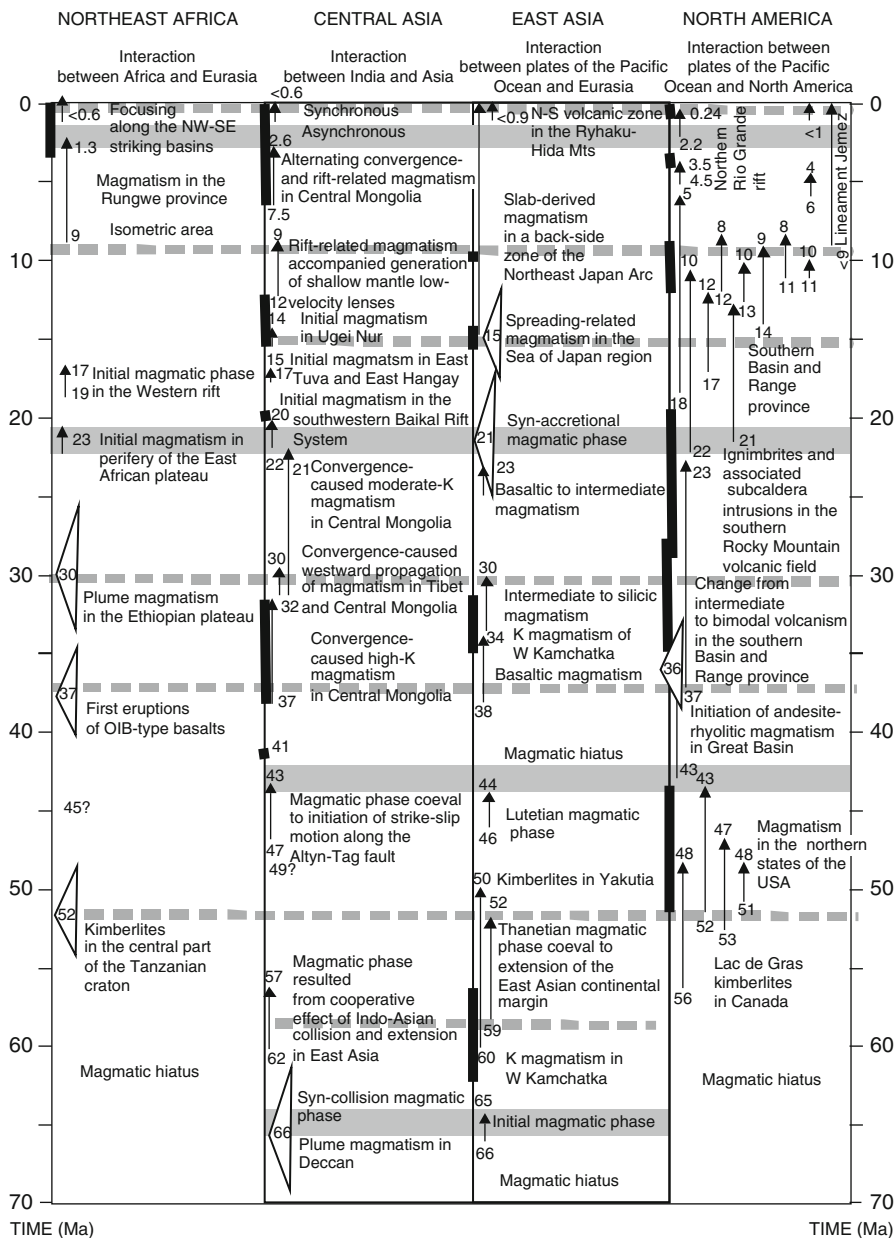 NORTHEAST AFRICA
CENTRAL ASIA
EAST ASIA
NORTH AMERICA
Interaction
between Africa and Eurasia
Interaction
between India and Asia
Interaction
between plates of the Pacific
Ocean and Eurasia
Interaction between
plates of the Pacific
Ocean and North America
0
10
20
30
40
50
60
70
TIME (Ma)
<0.6
Focusing
along the NW-SE
striking basins
1.3
Magmatism in the
Rungwe province
9
Isometric area
17
19
Initial magmatic phase
in the Western rift
23
Initial magmatism in
perifery of the East
African plateau
30
Plume magmatism
in the Ethiopian plateau
37
First eruptions
of OIB-type basalts
45?
52
Kimberlites
in the central part
of the Tanzanian
craton
Magmatic hiatus
<0.6
Synchronous
Asynchronous
2.6
Alternating convergence-
and rift-related magmatism
in Central Mongolia
7.5
9
Rift-related magmatism
accompanied generation
of shallow mantle low-
12
velocity lenses
14
Initial magmatism
in Ugei Nur
15
Initial magmatsm in East
17
Tuva and East Hangay
20
Initial magmatism in the
southwestern Baikal Rift
System
22
21
Convergence-
caused moderate-K
magmatism
in Central Mongolia
30
Convergence-caused
westward propagation
of magmatism in Tibet
32
and Central Mongolia
Convergence-
caused high-K
magmatism
37
in Central Mongolia
41
43
Magmatic phase coeval
to initiation of strike-slip
motion along the
47
Altyn-Tag fault
49?
57
Magmatic phase
resulted
from cooperative
effect of Indo-Asian
collision and extension
62
in East Asia
Syn-collision magmatic
phase
66
Plume magmatism in
Deccan
<0.9
N-S volcanic zone
in the Ryhaku-
Hida Mts
Slab-derived
magmatism
in a back-side
zone of the
Northeast Japan Arc
15
Spreading-related
magmatism in the
Sea of Japan region
21
Syn-accretional
magmatic phase
23
Basaltic to intermediate
magmatism
30
Intermediate to silicic
magmatism
34
K magmatism of
W Kamchatka
Basaltic magmatism
38
Magmatic hiatus
44
Lutetian magmatic
phase
46
50
Kimberlites in Yakutia
52
Thanetian magmatic
phase coeval to
extension of the
East Asian continental
margin
59
60
K magmatism in
W Kamchatka
65
Initial magmatic phase
66
Magmatic hiatus
0.24
2.2
Northern
Rio Grande
rift
<1
<9 Lineament Jemez
3.5
4.5
5
4
6
8
9
8
10
10
10
12
12
13
11
11
14
17
18
Southern
Basin and
Range
province
21
22
23
Ignimbrites and
associated
subcaldera
intrusions in the
southern
Rocky Mountain
volcanic field
Change from
intermediate
to bimodal volcanism
in the southern
Basin and
Range province
36
37
Initiation of andesite-
rhyolitic magmatism
in Great Basin
43
43
47
48
48
Magmatism
in the northern
states of the
USA
51
52
53
56
Lac de Gras
kimberlites
in Canada
Magmatic hiatus
0
10
20
30
40
50
60
70
TIME (Ma)